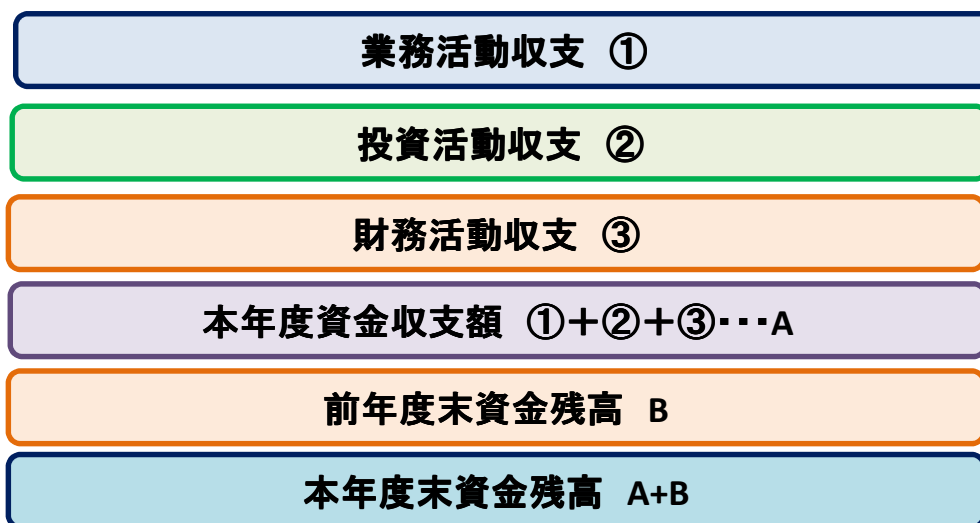 業務活動収支 ①
投資活動収支 ②
財務活動収支 ③
本年度資金収支額 ①＋②＋③･･･A
前年度末資金残高 B
本年度末資金残高 A+B